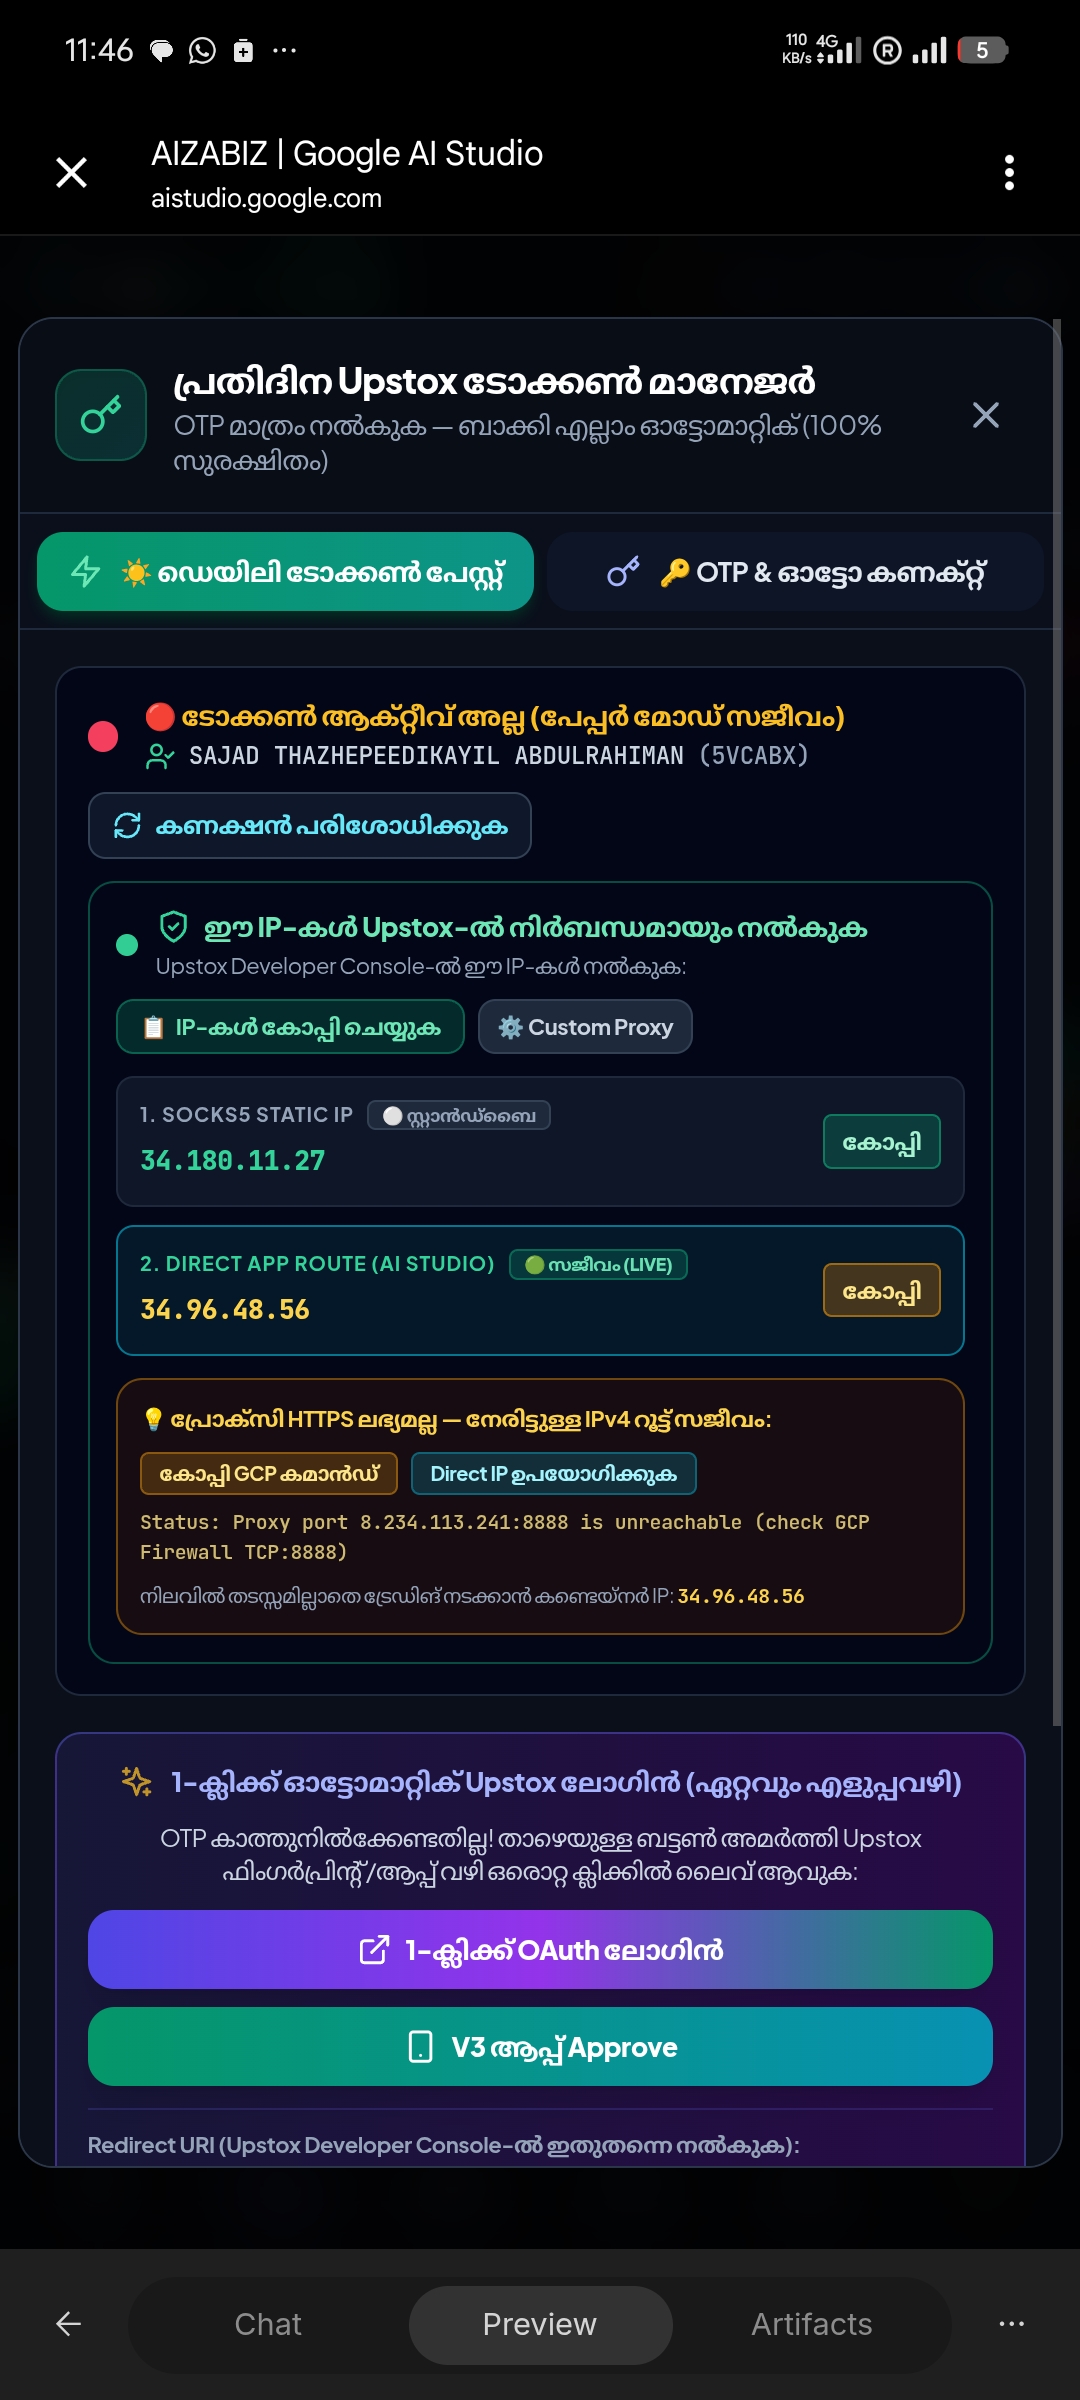 11:46
110 KB/s 4G R 5
AIZABIZ | Google AI Studio
aistudio.google.com
പ്രതിദിന Upstox ടോക്കൺ മാനേജർ
OTP മാത്രം നൽകുക — ബാക്കി എല്ലാം ഓട്ടോമാറ്റിക് (100%
സുരക്ഷിതം)
☀️ ഡെയിലി ടോക്കൺ പേസ്റ്റ്
🔑 OTP & ഓട്ടോ കണക്റ്റ്
🔴 ടോക്കൺ ആക്റ്റീവ് അല്ല (പേപ്പർ മോഡ് സജീവം)
SAJAD THAZHEPEEDIKAYIL ABDULRAHIMAN (5VCABX)
കണക്ഷൻ പരിശോധിക്കുക
ഈ IP-കൾ Upstox-ൽ നിർബന്ധമായും നൽകുക
Upstox Developer Console-ൽ ഈ IP-കൾ നൽകുക:
📋 IP-കൾ കോപ്പി ചെയ്യുക
⚙️ Custom Proxy
1. SOCKS5 STATIC IP ⚪ സ്റ്റാൻഡ്ബൈ
34.180.11.27
കോപ്പി
2. DIRECT APP ROUTE (AI STUDIO) 🟢 സജീവം (LIVE)
34.96.48.56
കോപ്പി
💡 പ്രോക്സി HTTPS ലഭ്യമല്ല — നേരിട്ടുള്ള IPv4 റൂട്ട് സജീവം:
കോപ്പി GCP കമാൻഡ്
Direct IP ഉപയോഗിക്കുക
Status: Proxy port 8.234.113.241:8888 is unreachable (check GCP
Firewall TCP:8888)
നിലവിൽ തടസ്സമില്ലാതെ ട്രേഡിങ് നടക്കാൻ കണ്ടെയ്നർ IP: 34.96.48.56
1-ക്ലിക്ക് ഓട്ടോമാറ്റിക് Upstox ലോഗിൻ (ഏറ്റവും എളുപ്പവഴി)
OTP കാത്തുനിൽക്കേണ്ടതില്ല! താഴെയുള്ള ബട്ടൺ അമർത്തി Upstox
ഫിംഗർപ്രിന്റ്/ആപ്പ് വഴി ഒരൊറ്റ ക്ലിക്കിൽ ലൈവ് ആവുക:
1-ക്ലിക്ക് OAuth ലോഗിൻ
V3 ആപ്പ് Approve
Redirect URI (Upstox Developer Console-ൽ ഇതുതന്നെ നൽകുക):
Chat
Preview
Artifacts